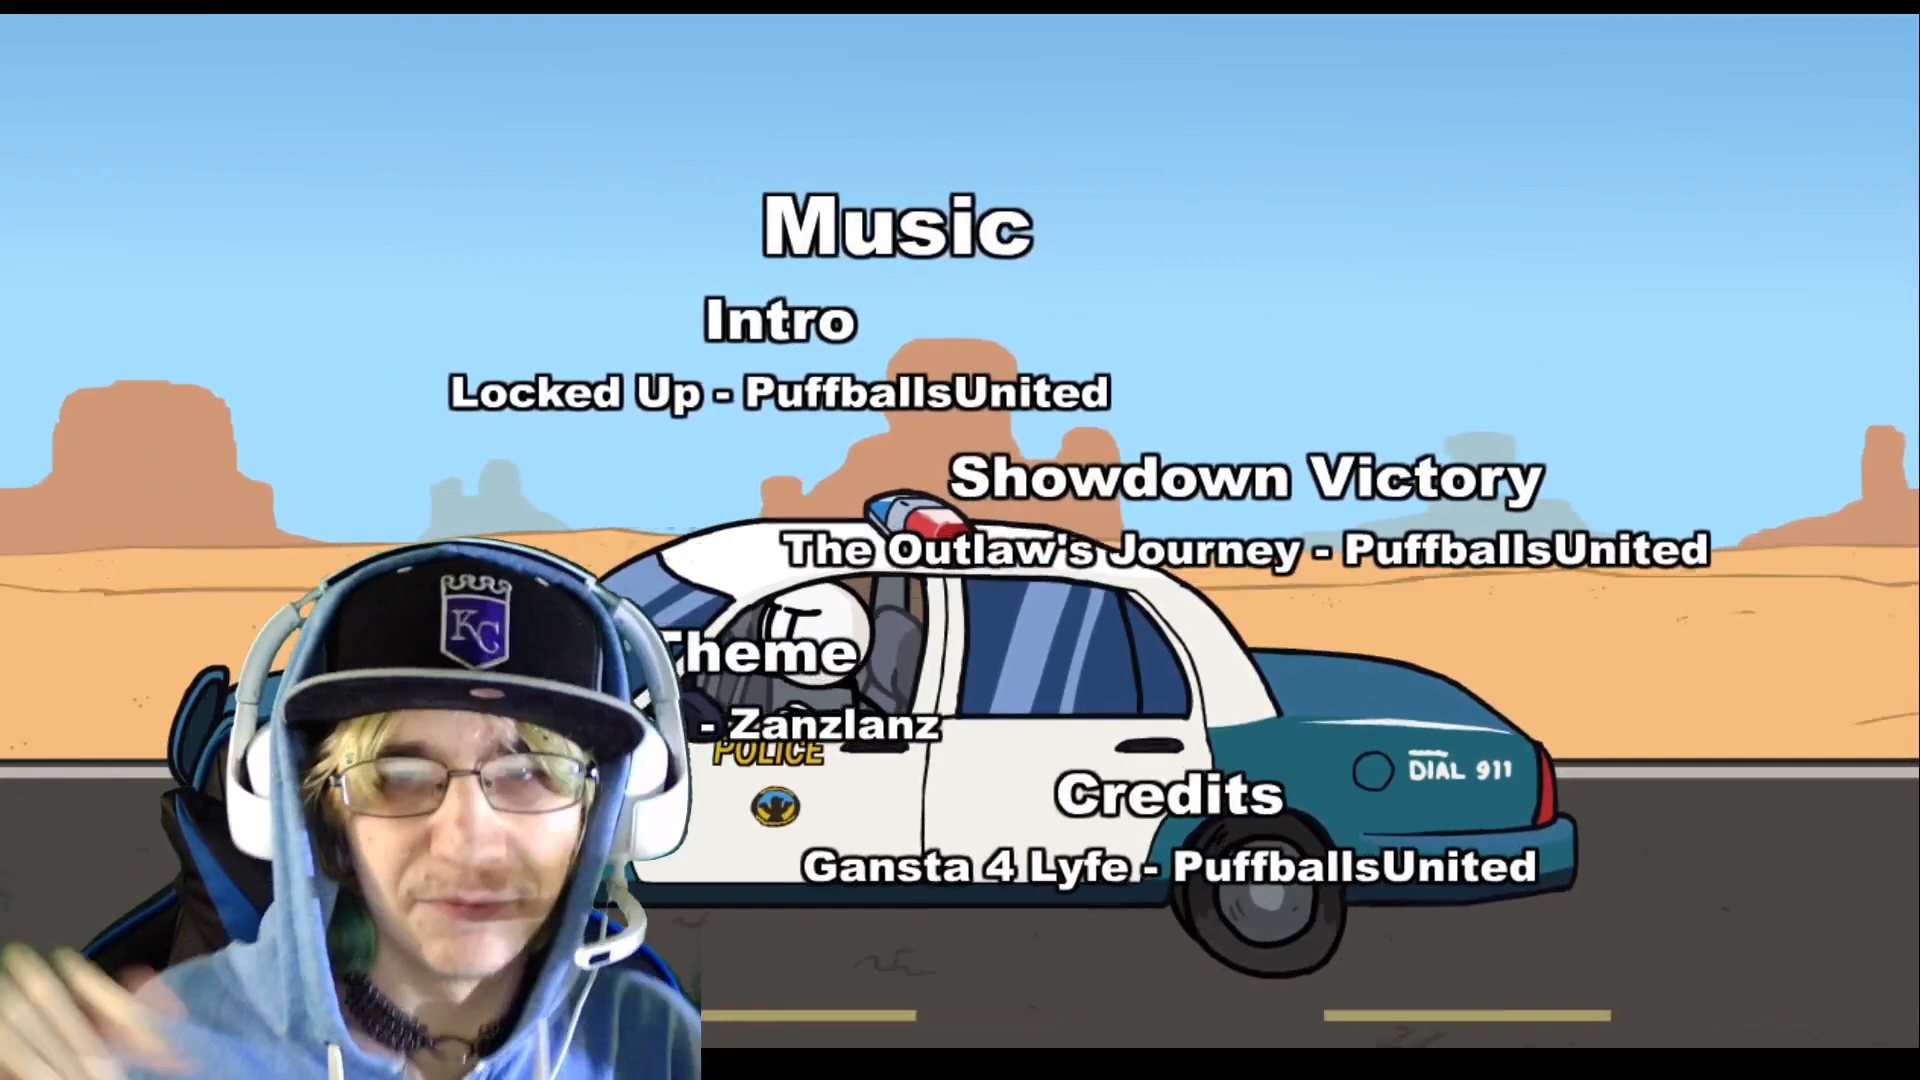 Music
Intro
Locked Up - PuffballsUnited
Showdown Victory
The Outlaw's Journey - PuffballsUnited
Theme
- Zanzlanz
POLICE
Credits
DIAL 911
Gansta 4 Lyfe - PuffballsUnited
KC